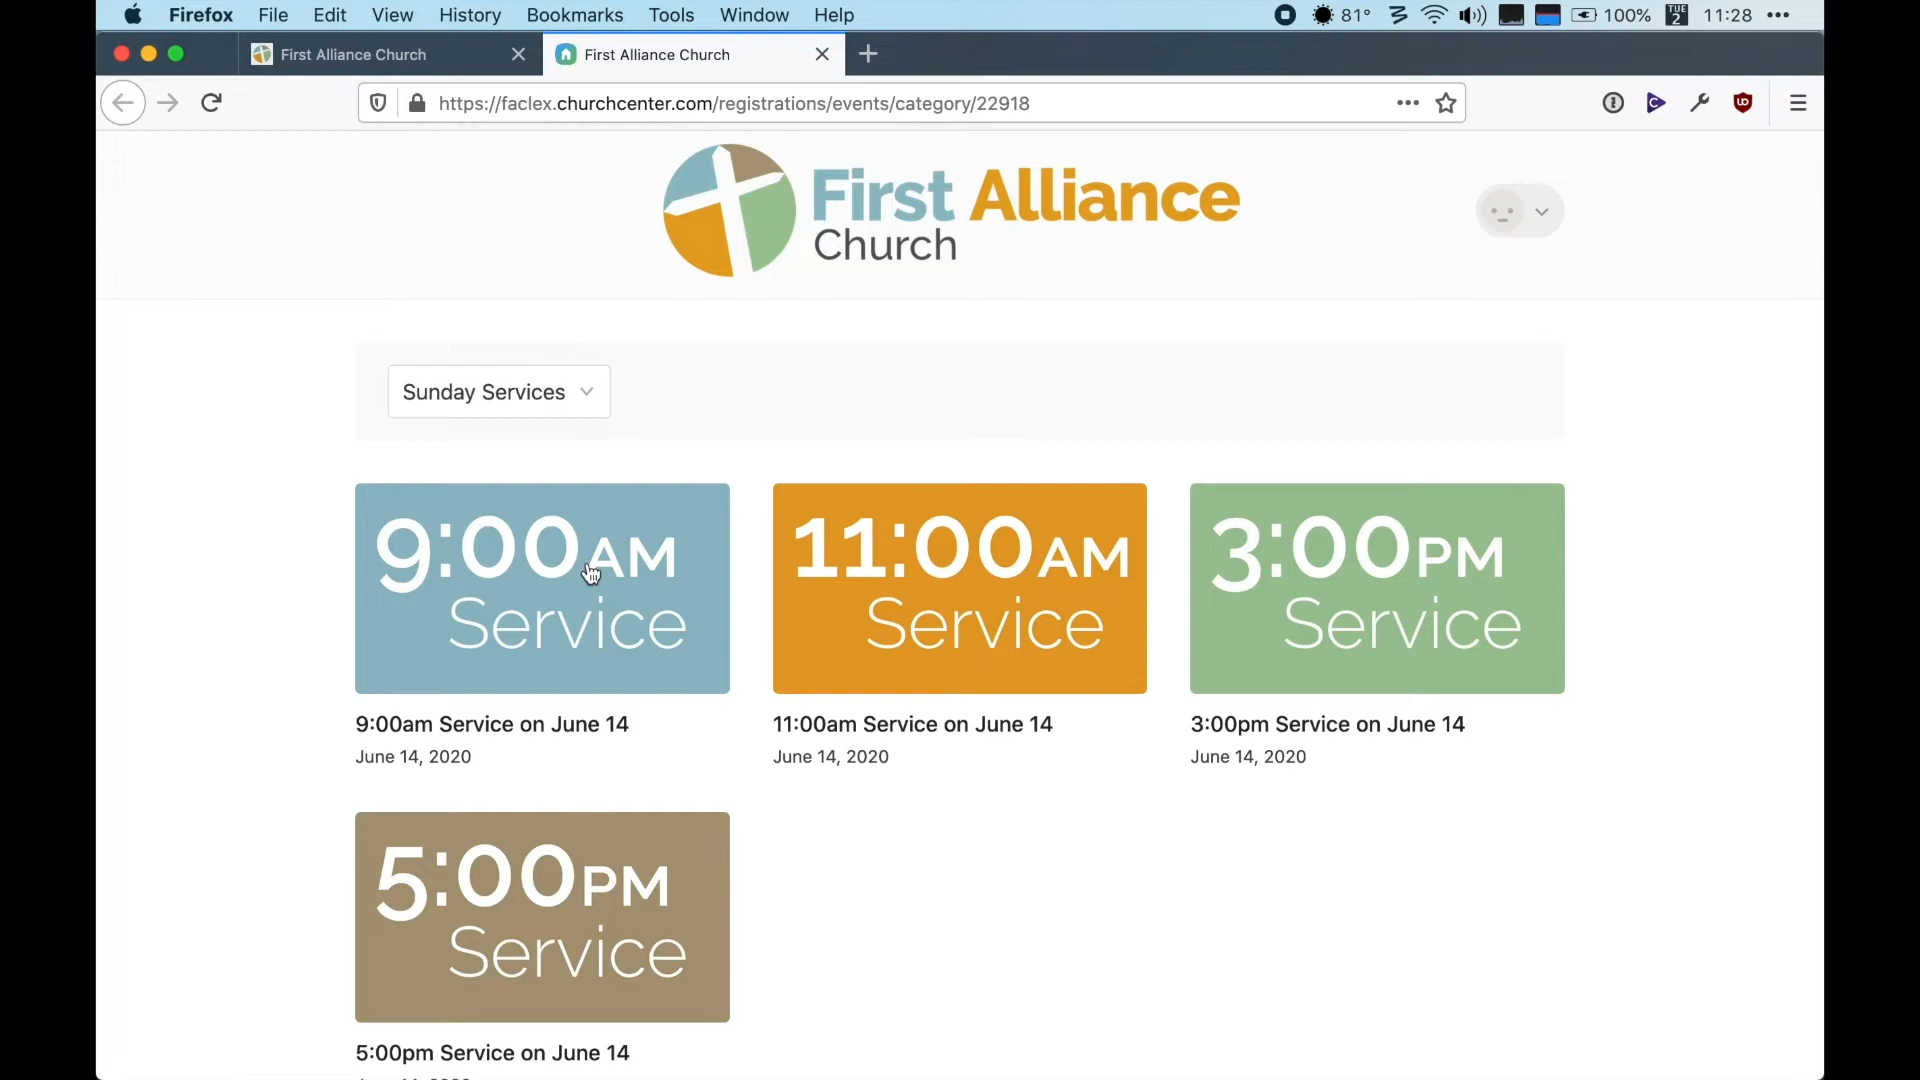 Firefox File Edit View History Bookmarks Tools Window Help 81° 100% TUE 2 11:28
First Alliance Church
First Alliance Church
https://faclex.churchcenter.com/registrations/events/category/22918
First Alliance
Church
Sunday Services
9:00AM
Service
11:00AM
Service
3:00PM
Service
9:00am Service on June 14
June 14, 2020
11:00am Service on June 14
June 14, 2020
3:00pm Service on June 14
June 14, 2020
5:00PM
Service
5:00pm Service on June 14